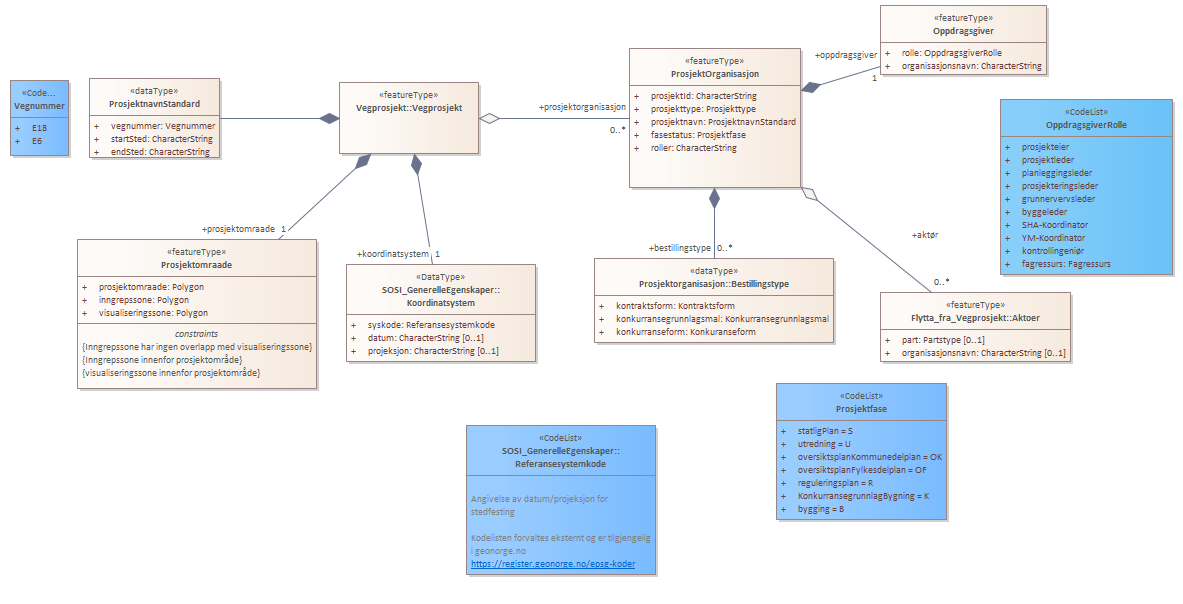 «Code...
Vegnummer
+ E18
+ E6
«dataType»
ProsjektnavnStandard
+ vegnummer: Vegnummer
+ startSted: CharacterString
+ endSted: CharacterString
«featureType»
Vegprosjekt::Vegprosjekt
+prosjektorganisasjon
0..*
«featureType»
ProsjektOrganisasjon
+ prosjektId: CharacterString
+ prosjekttype: Prosjekttype
+ prosjektnavn: ProsjektnavnStandard
+ fasestatus: Prosjektfase
+ roller: CharacterString
+oppdragsgiver
1
«featureType»
Oppdragsgiver
+ rolle: OppdragsgiverRolle
+ organisasjonsnavn: CharacterString
«CodeList»
OppdragsgiverRolle
+ prosjekteier
+ prosjektleder
+ planleggingsleder
+ prosjekteringsleder
+ grunnervervsleder
+ byggeleder
+ SHA-Koordinator
+ YM-Koordinator
+ kontrollingeniør
+ fagressurs: Fagressurs
+prosjektomraade 1
«featureType»
Prosjektomraade
+ prosjektomraade: Polygon
+ inngrepssone: Polygon
+ visualiseringssone: Polygon
constraints
{Inngrepssone har ingen overlapp med visualiseringssone}
{Inngrepssone innenfor prosjektområde}
{visualiseringssone innenfor prosjektområde}
+koordinatsystem 1
«DataType»
SOSI_GenerelleEgenskaper::
Koordinatsystem
+ syskode: Referansesystemkode
+ datum: CharacterString [0..1]
+ projeksjon: CharacterString [0..1]
+bestillingstype 0..*
«dataType»
Prosjektorganisasjon::Bestillingstype
+ kontraktsform: Kontraktsform
+ konkurransegrunnlagsmal: Konkurransegrunnlagsmal
+ konkurranseform: Konkuranseform
+aktør
0..*
«featureType»
Flytta_fra_Vegprosjekt::Aktoer
+ part: Partstype [0..1]
+ organisasjonsnavn: CharacterString [0..1]
«CodeList»
Prosjektfase
+ statligPlan = S
+ utredning = U
+ oversiktsplanKommunedelplan = OK
+ oversiktsplanFylkesdelplan = OF
+ reguleringsplan = R
+ KonkurransegrunnlagBygning = K
+ bygging = B
«CodeList»
SOSI_GenerelleEgenskaper::
Referansesystemkode
Angivelse av datum/projeksjon for
stedfesting
Kodelisten forvaltes eksternt og er tilgjengelig
i geonorge.no
https://register.geonorge.no/epsg-koder